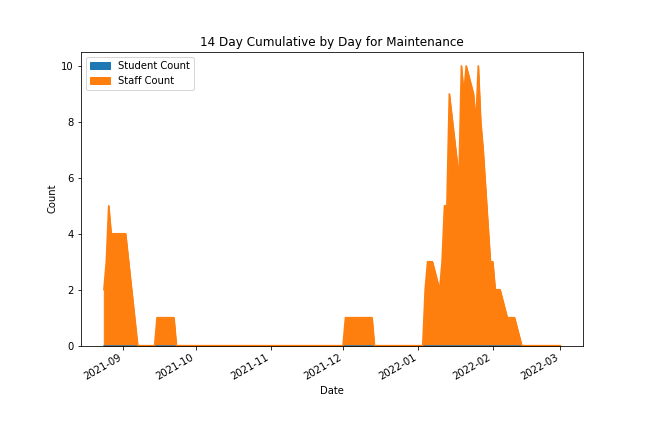 14 Day Cumulative by Day for Maintenance
Student Count
Staff Count
10
8
6
4
2
0
Count
2021-09
2021-10
2021-11
2021-12
2022-01
2022-02
2022-03
Date